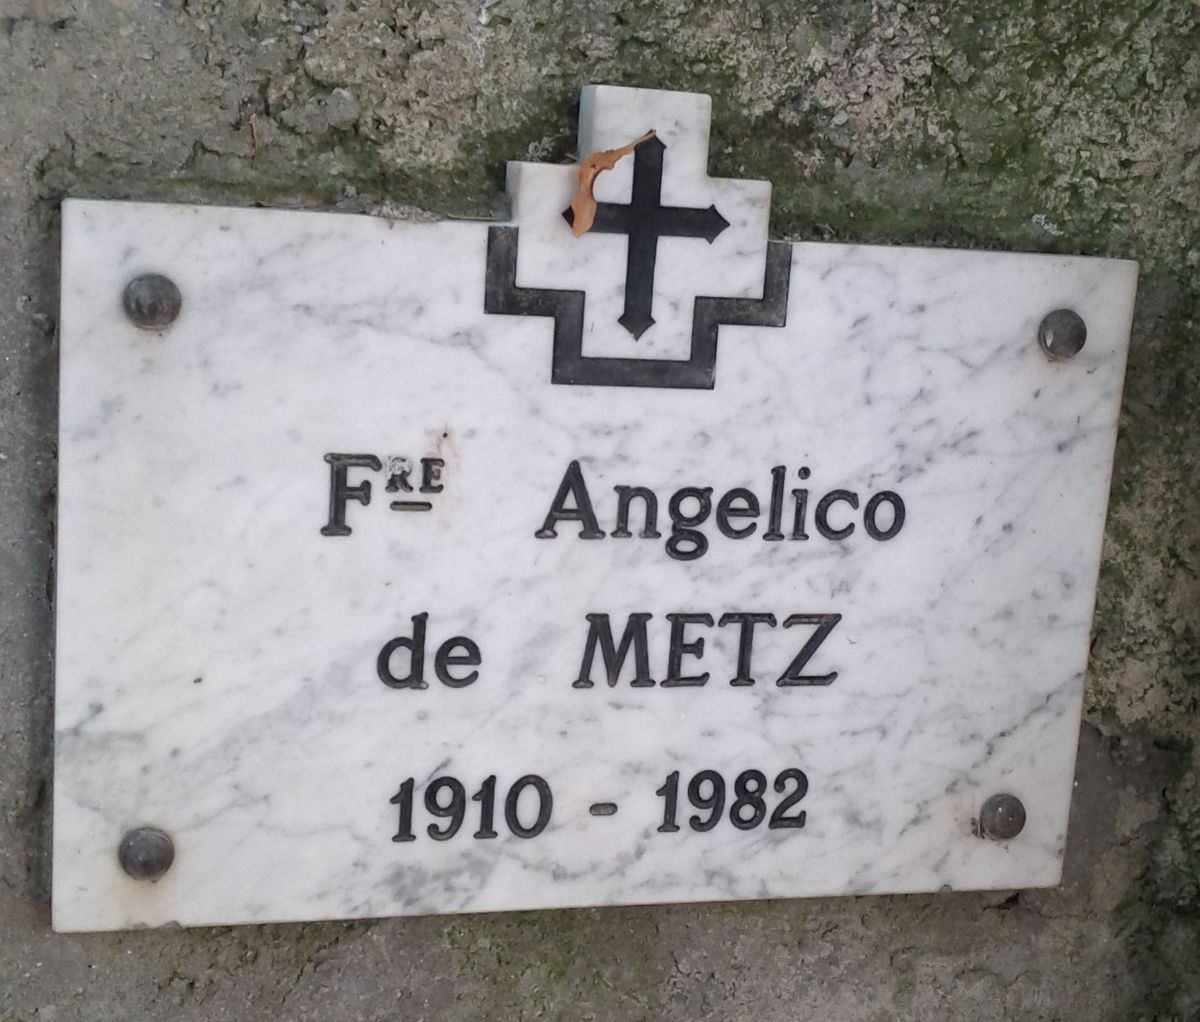 Fᴿᴱ Angelico
de METZ
1910 - 1982